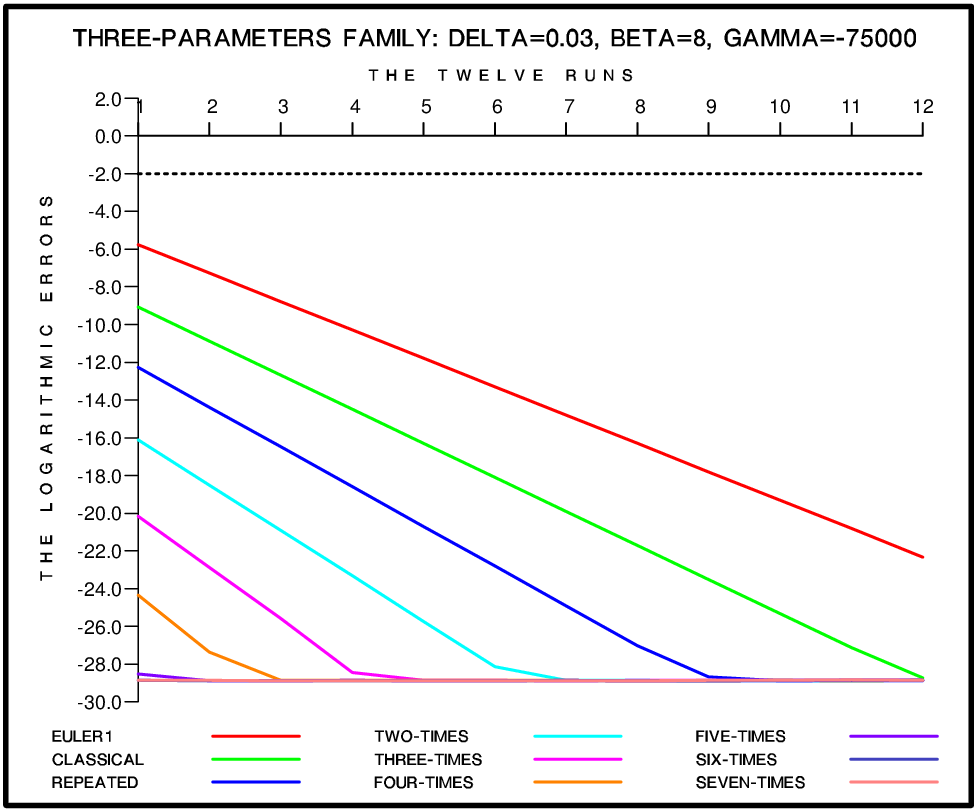 THREE-PARAMETERS FAMILY: DELTA=0.03, BETA=8, GAMMA=-75000
THE TWELVE RUNS
1 2 3 4 5 6 7 8 9 10 11 12
THE LOGARITHMIC ERRORS
2.0
0.0
-2.0
-4.0
-6.0
-8.0
-10.0
-12.0
-14.0
-16.0
-18.0
-20.0
-22.0
-24.0
-26.0
-28.0
-30.0
EULER1 TWO-TIMES FIVE-TIMES
CLASSICAL THREE-TIMES SIX-TIMES
REPEATED FOUR-TIMES SEVEN-TIMES